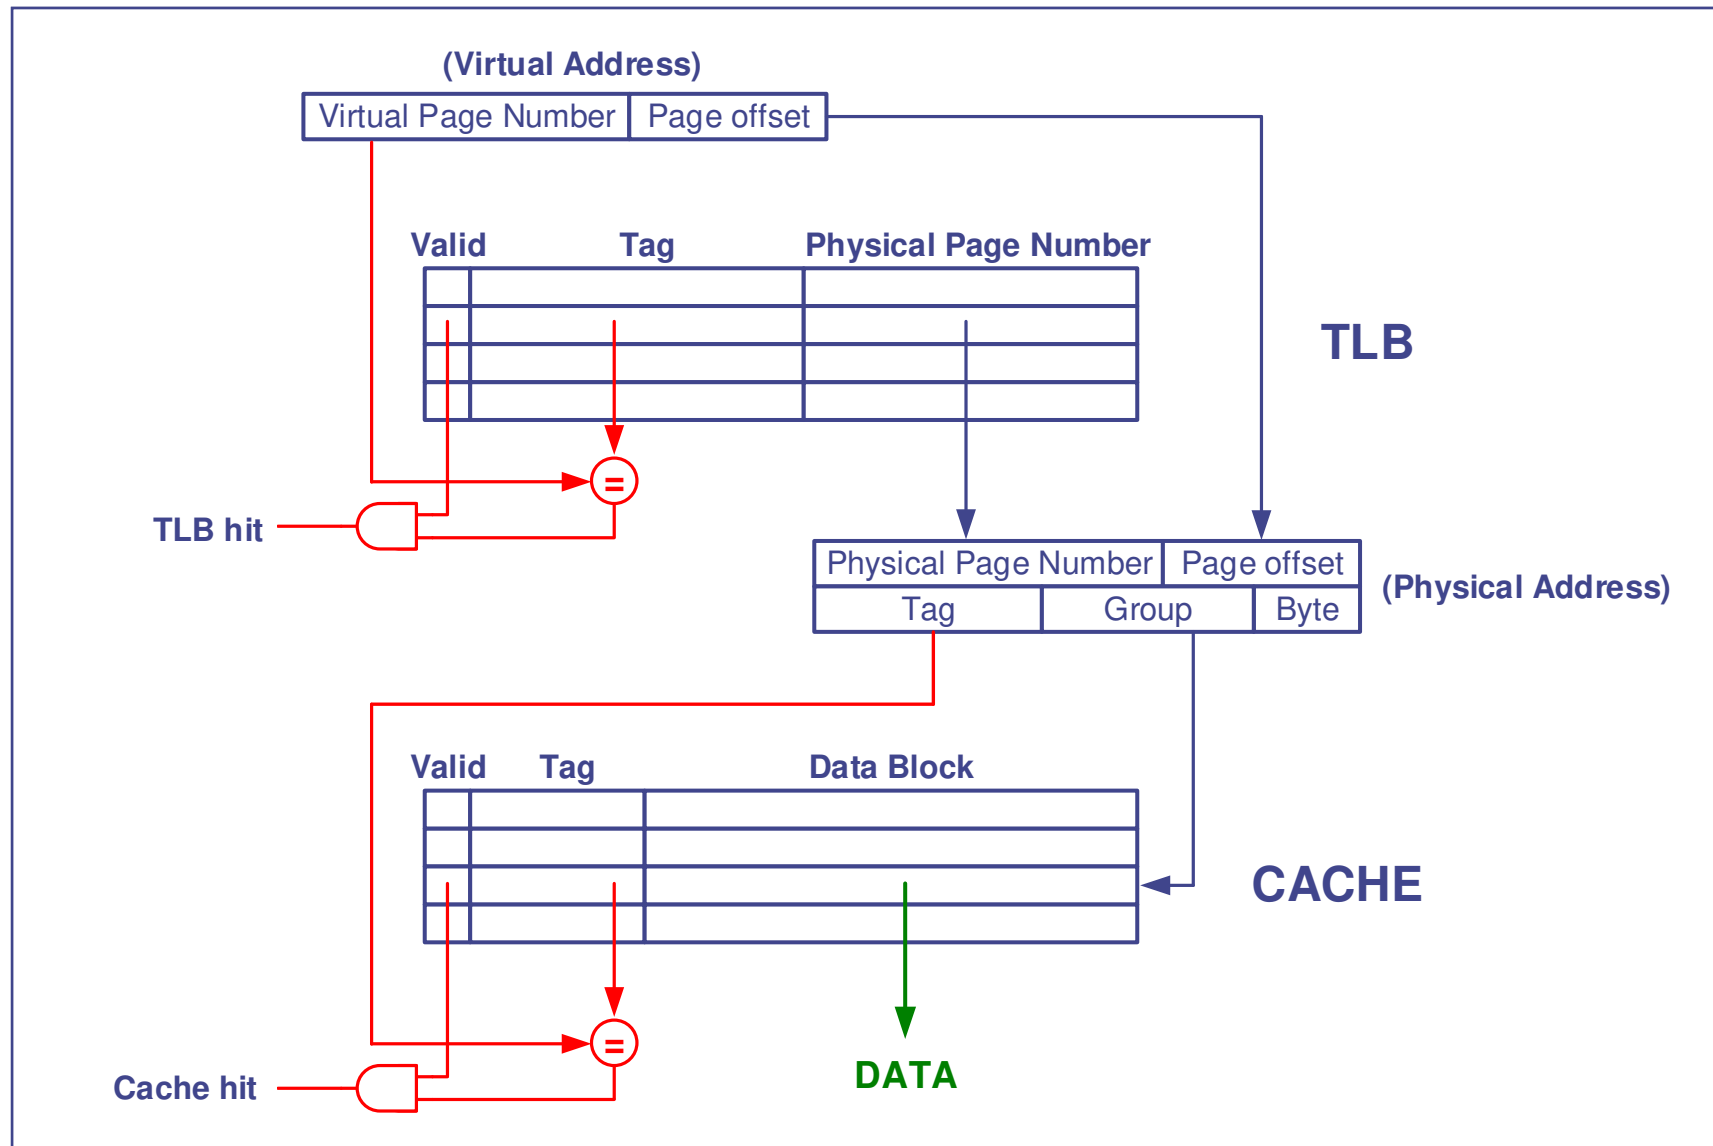 (Virtual Address)
Virtual Page Number Page offset
Valid Tag Physical Page Number
TLB
=
TLB hit
Physical Page Number Page offset
(Physical Address)
Tag Group Byte
Valid Tag Data Block
CACHE
=
DATA
Cache hit